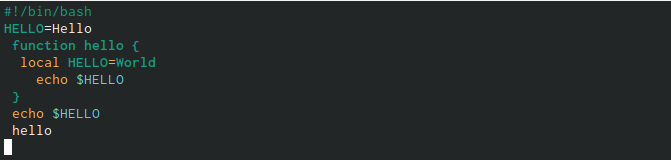 #!/bin/bash
HELLO=Hello
 function hello {
  local HELLO=World
    echo $HELLO
 }
 echo $HELLO
 hello